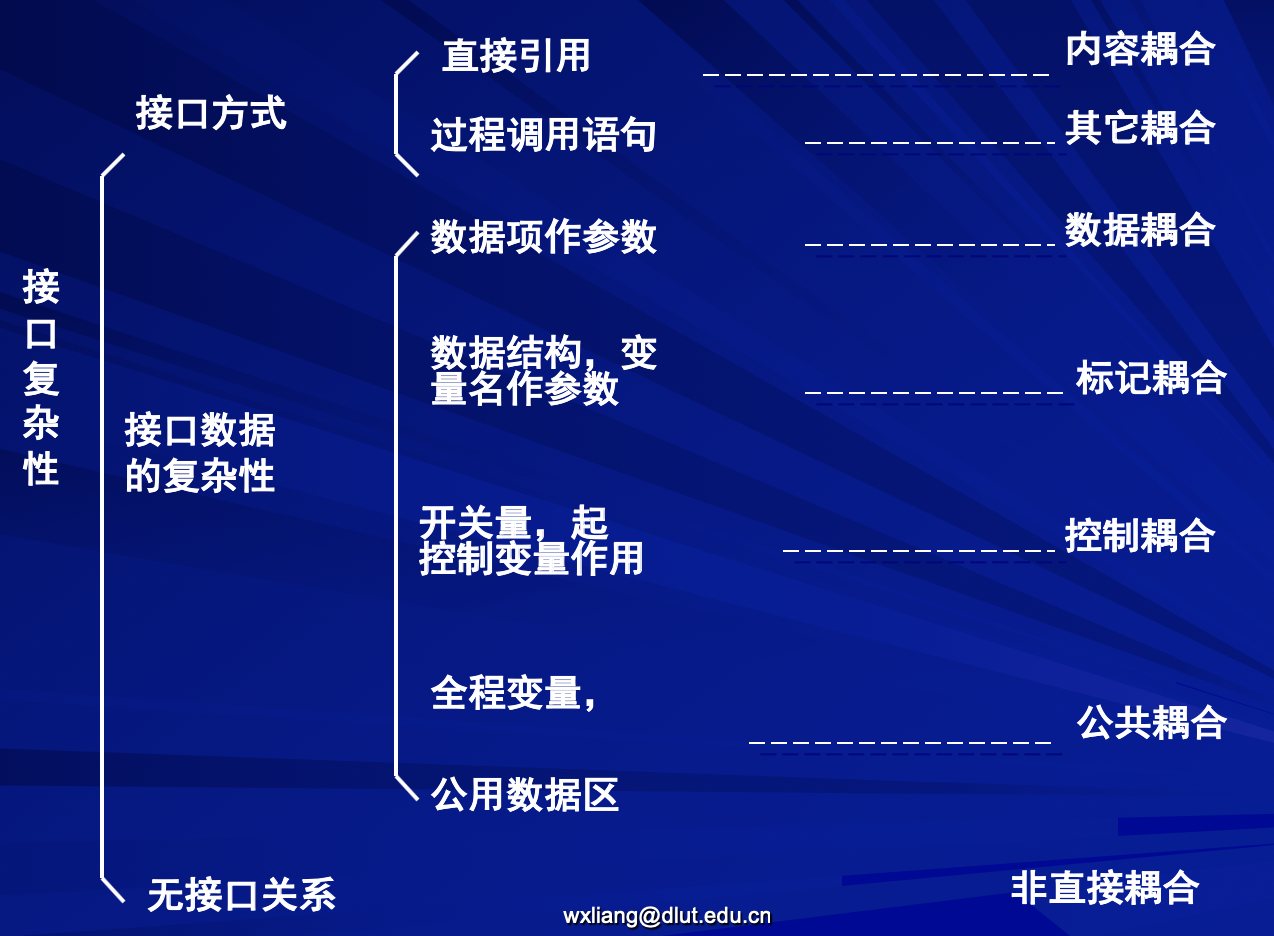 直接引用
内容耦合
接口方式
过程调用语句
其它耦合
数据项作参数
数据耦合
接
口
复
杂
性
数据结构，变
量名作参数
标记耦合
接口数据
的复杂性
开关量，起
控制变量作用
控制耦合
全程变量，
公共耦合
公用数据区
无接口关系
非直接耦合
wxliang@dlut.edu.cn